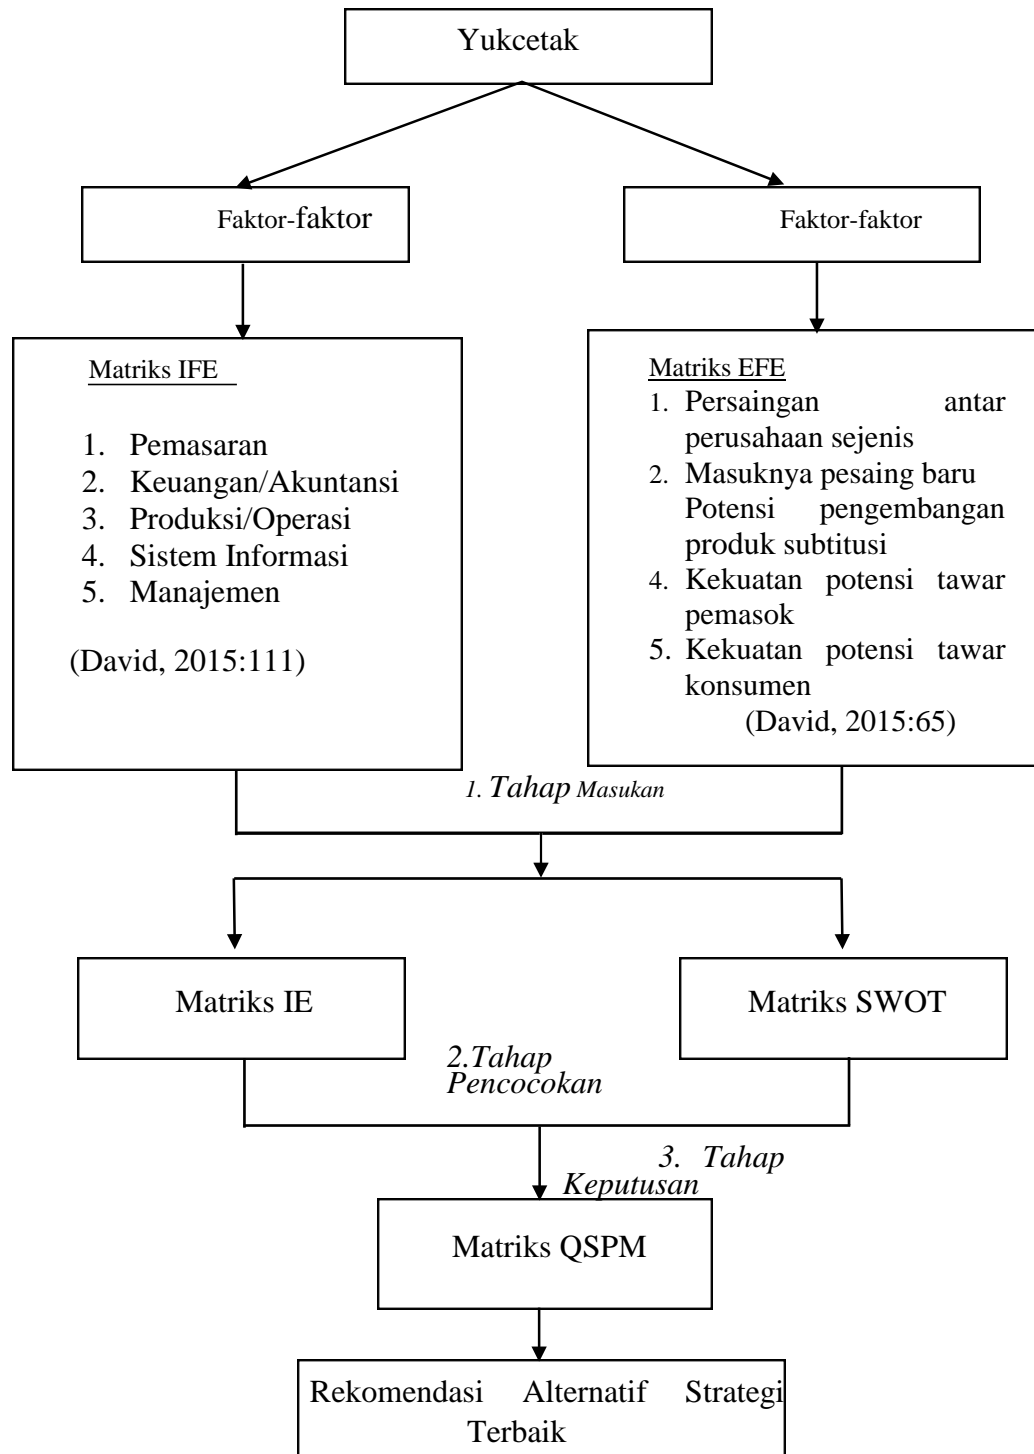 Yukcetak
Faktor-faktor
Faktor-faktor
Matriks IFE
1. Pemasaran
2. Keuangan/Akuntansi
3. Produksi/Operasi
4. Sistem Informasi
5. Manajemen
(David, 2015:111)
Matriks EFE
1. Persaingan antar
perusahaan sejenis
2. Masuknya pesaing baru
Potensi pengembangan
produk subtitusi
4. Kekuatan potensi tawar
pemasok
5. Kekuatan potensi tawar
konsumen
(David, 2015:65)
1. Tahap Masukan
Matriks IE
Matriks SWOT
2.Tahap
Pencocokan
3. Tahap
Keputusan
Matriks QSPM
Rekomendasi Alternatif Strategi
Terbaik